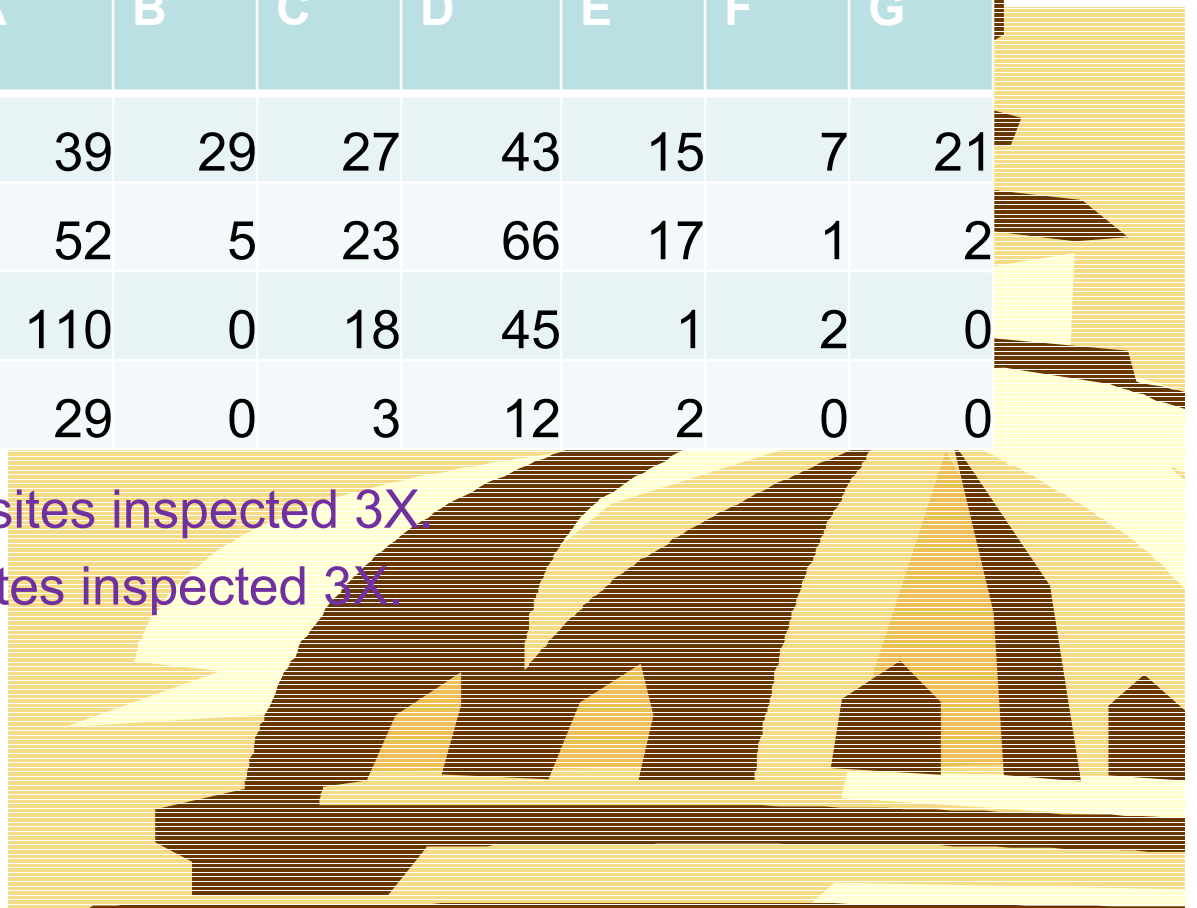 A B C D E F G
39 29 27 43 15 7 21
52 5 23 66 17 1 2
110 0 18 45 1 2 0
29 0 3 12 2 0 0
sites inspected 3X.
tes inspected 3X.